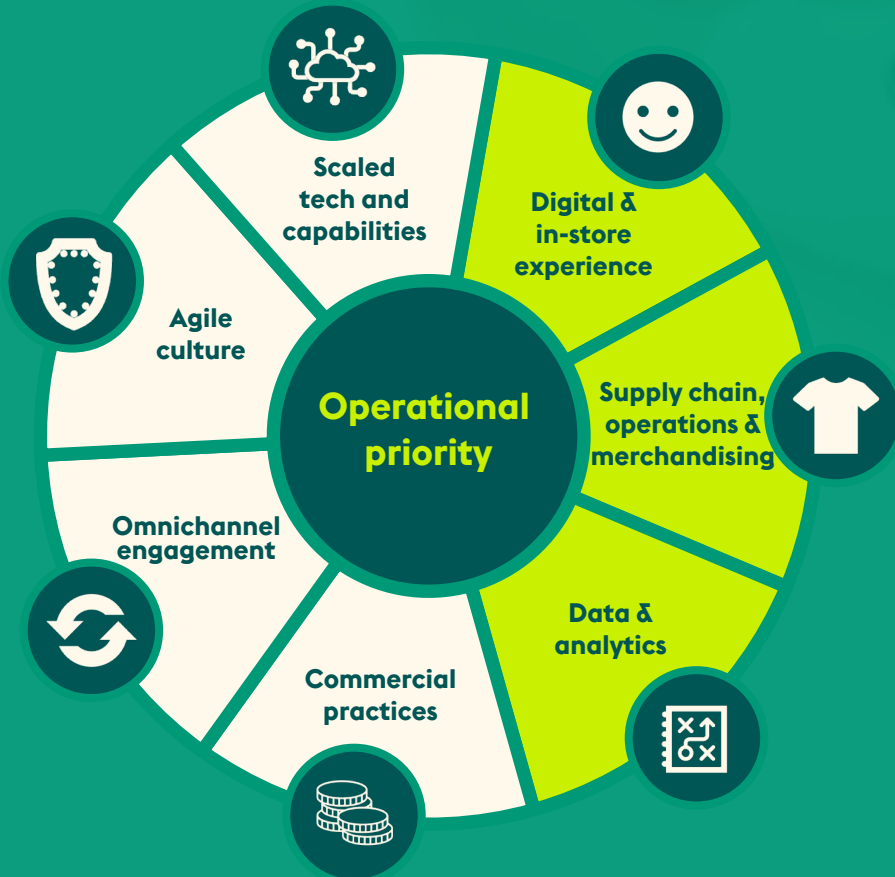 Scaled
tech and
capabilities
Digital &
in-store
experience
Agile
culture
Operational
priority
Supply chain,
operations &
merchandising
Omnichannel
engagement
Data &
analytics
Commercial
practices